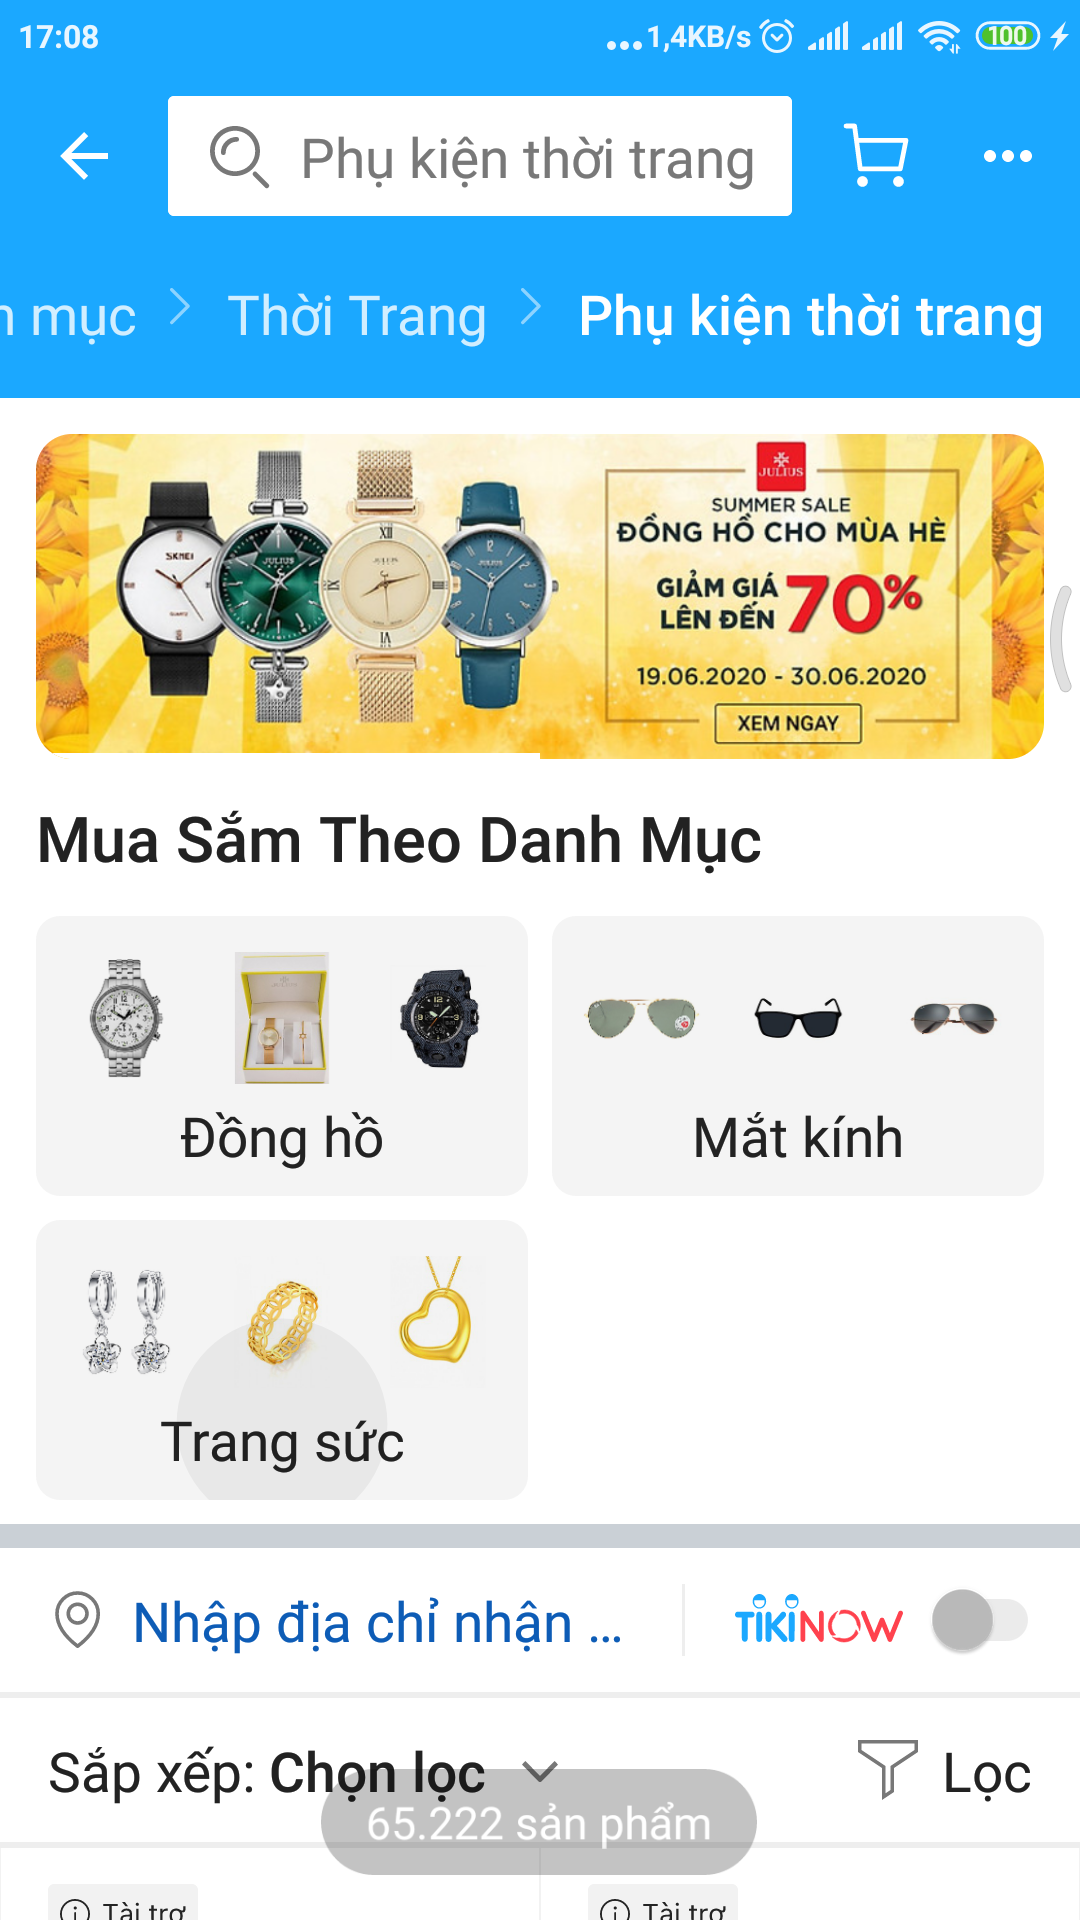 17:08
...1,4KB/s
100
Phụ kiện thời trang
mục
Thời Trang
Phụ kiện thời trang
SKMEI
JULIUS
JULIUS
SUMMER SALE
ĐỒNG HỒ CHO MÙA HÈ
GIẢM GIÁ
LÊN ĐẾN
70%
19.06.2020 - 30.06.2020
XEM NGAY
Mua Sắm Theo Danh Mục
Đồng hồ
Mắt kính
Trang sức
Nhập địa chỉ nhận ...
TIKINOW
Sắp xếp: Chọn lọc
Lọc
65.222 sản phẩm
Tài trợ
Tài trợ